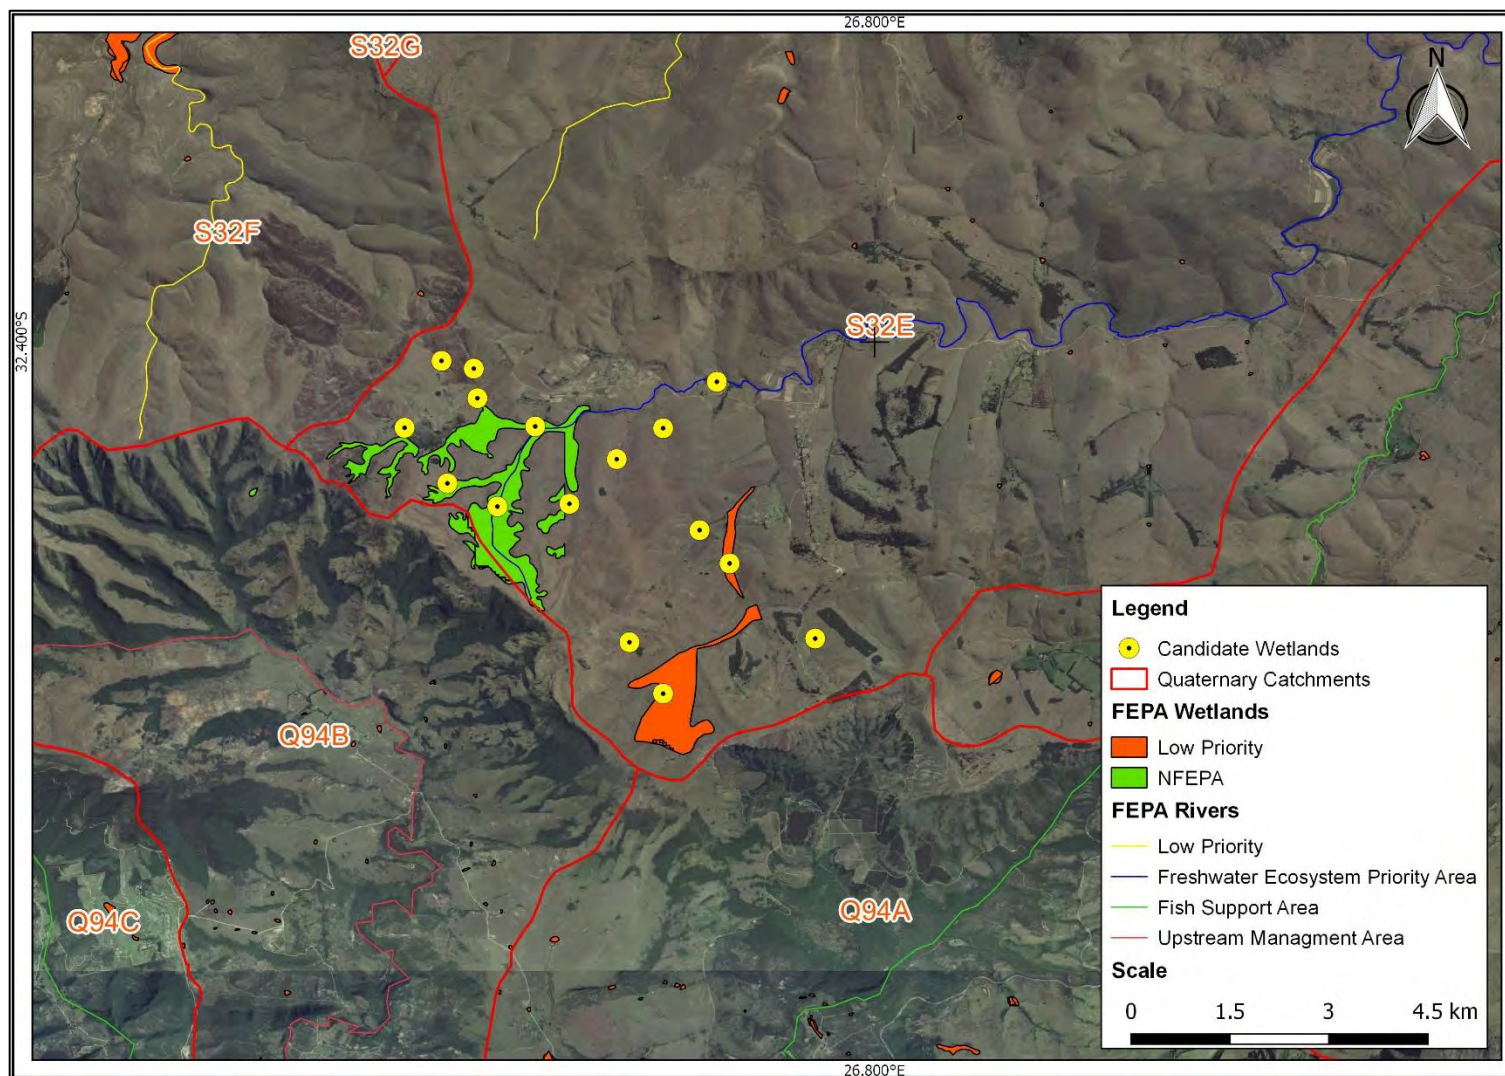 26.800°E
S32G
N
S32F
32.400°S
S32E
Legend
Candidate Wetlands
Quaternary Catchments
FEPA Wetlands
Low Priority
NFEPA
FEPA Rivers
Low Priority
Freshwater Ecosystem Priority Area
Fish Support Area
Upstream Managment Area
Scale
0 1.5 3 4.5 km
Q94B
Q94C
Q94A
26.800°E